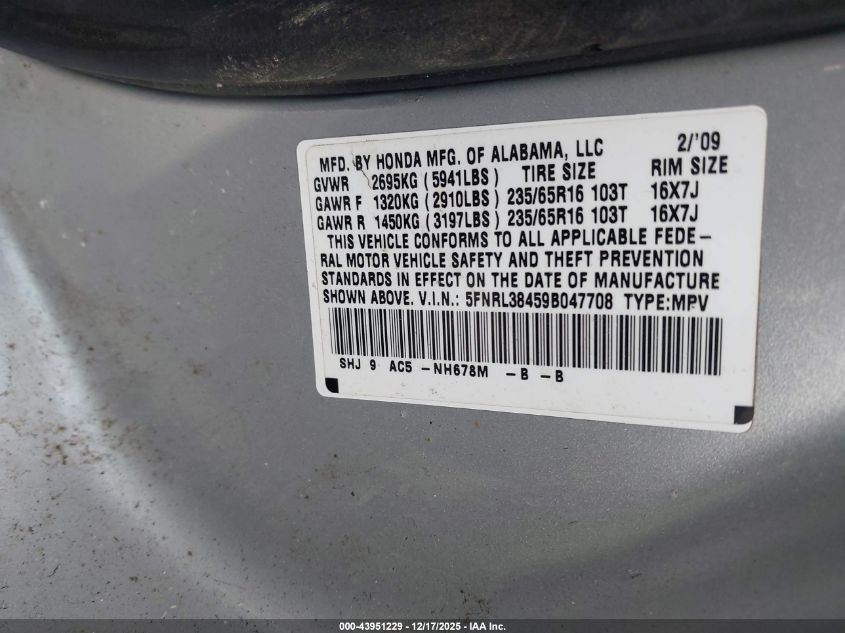 MFD. BY HONDA MFG. OF ALABAMA, LLC 2/'09
GVWR 2695KG (5941LBS) TIRE SIZE RIM SIZE
GAWR F 1320KG (2910LBS) 235/65R16 103T 16X7J
GAWR R 1450KG (3197LBS) 235/65R16 103T 16X7J
THIS VEHICLE CONFORMS TO ALL APPLICABLE FEDE-
RAL MOTOR VEHICLE SAFETY AND THEFT PREVENTION
STANDARDS IN EFFECT ON THE DATE OF MANUFACTURE
SHOWN ABOVE. V.I.N.: 5FNRL38459B047708 TYPE:MPV
SHJ 9 AC5 -NH678M -B -B
000-43951229 - 12/17/2025 - IAA Inc.